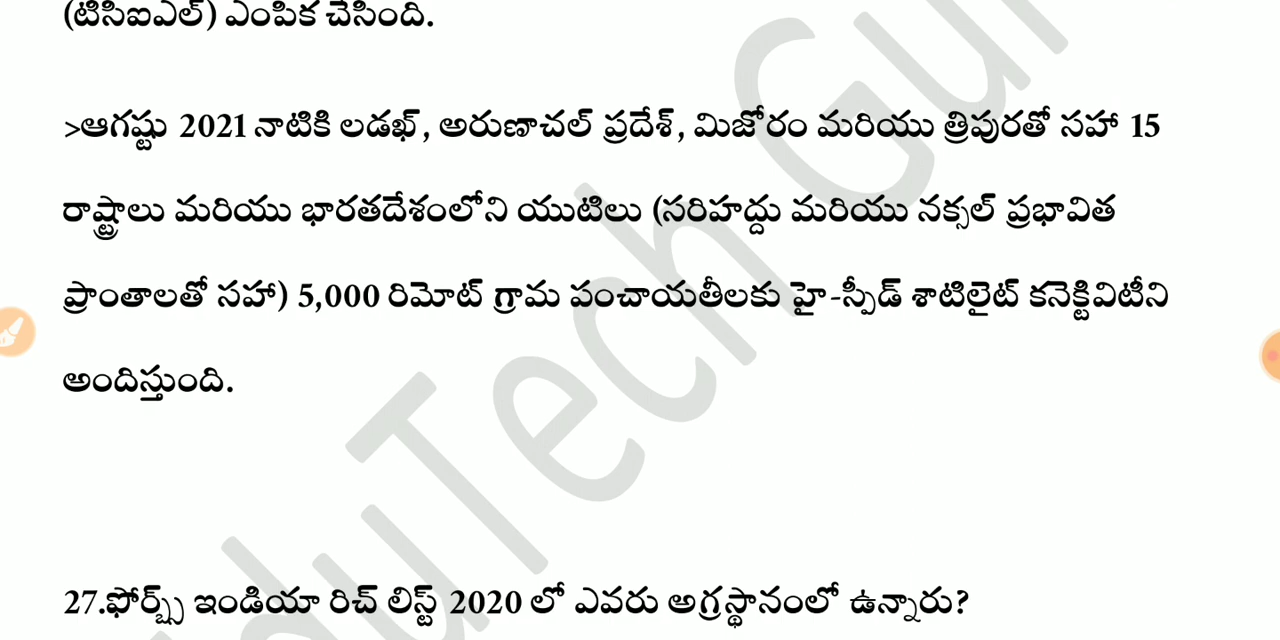 (టీసీఐఎల్) ఎంపిక చేసింది.
>ఆగష్టు 2021 నాటికి లడఖ్, అరుణాచల్ ప్రదేశ్, మిజోరం మరియు త్రిపురతో సహా 15
రాష్ట్రాలు మరియు భారతదేశంలోని యుటిలు (సరిహద్దు మరియు నక్సల్ ప్రభావిత
ప్రాంతాలతో సహా) 5,000 రిమోట్ గ్రామ పంచాయతీలకు హై-స్పీడ్ శాటిలైట్ కనెక్టివిటీని
అందిస్తుంది.
27.ఫోర్బ్స్ ఇండియా రిచ్ లిస్ట్ 2020 లో ఎవరు అగ్రస్థానంలో ఉన్నారు?